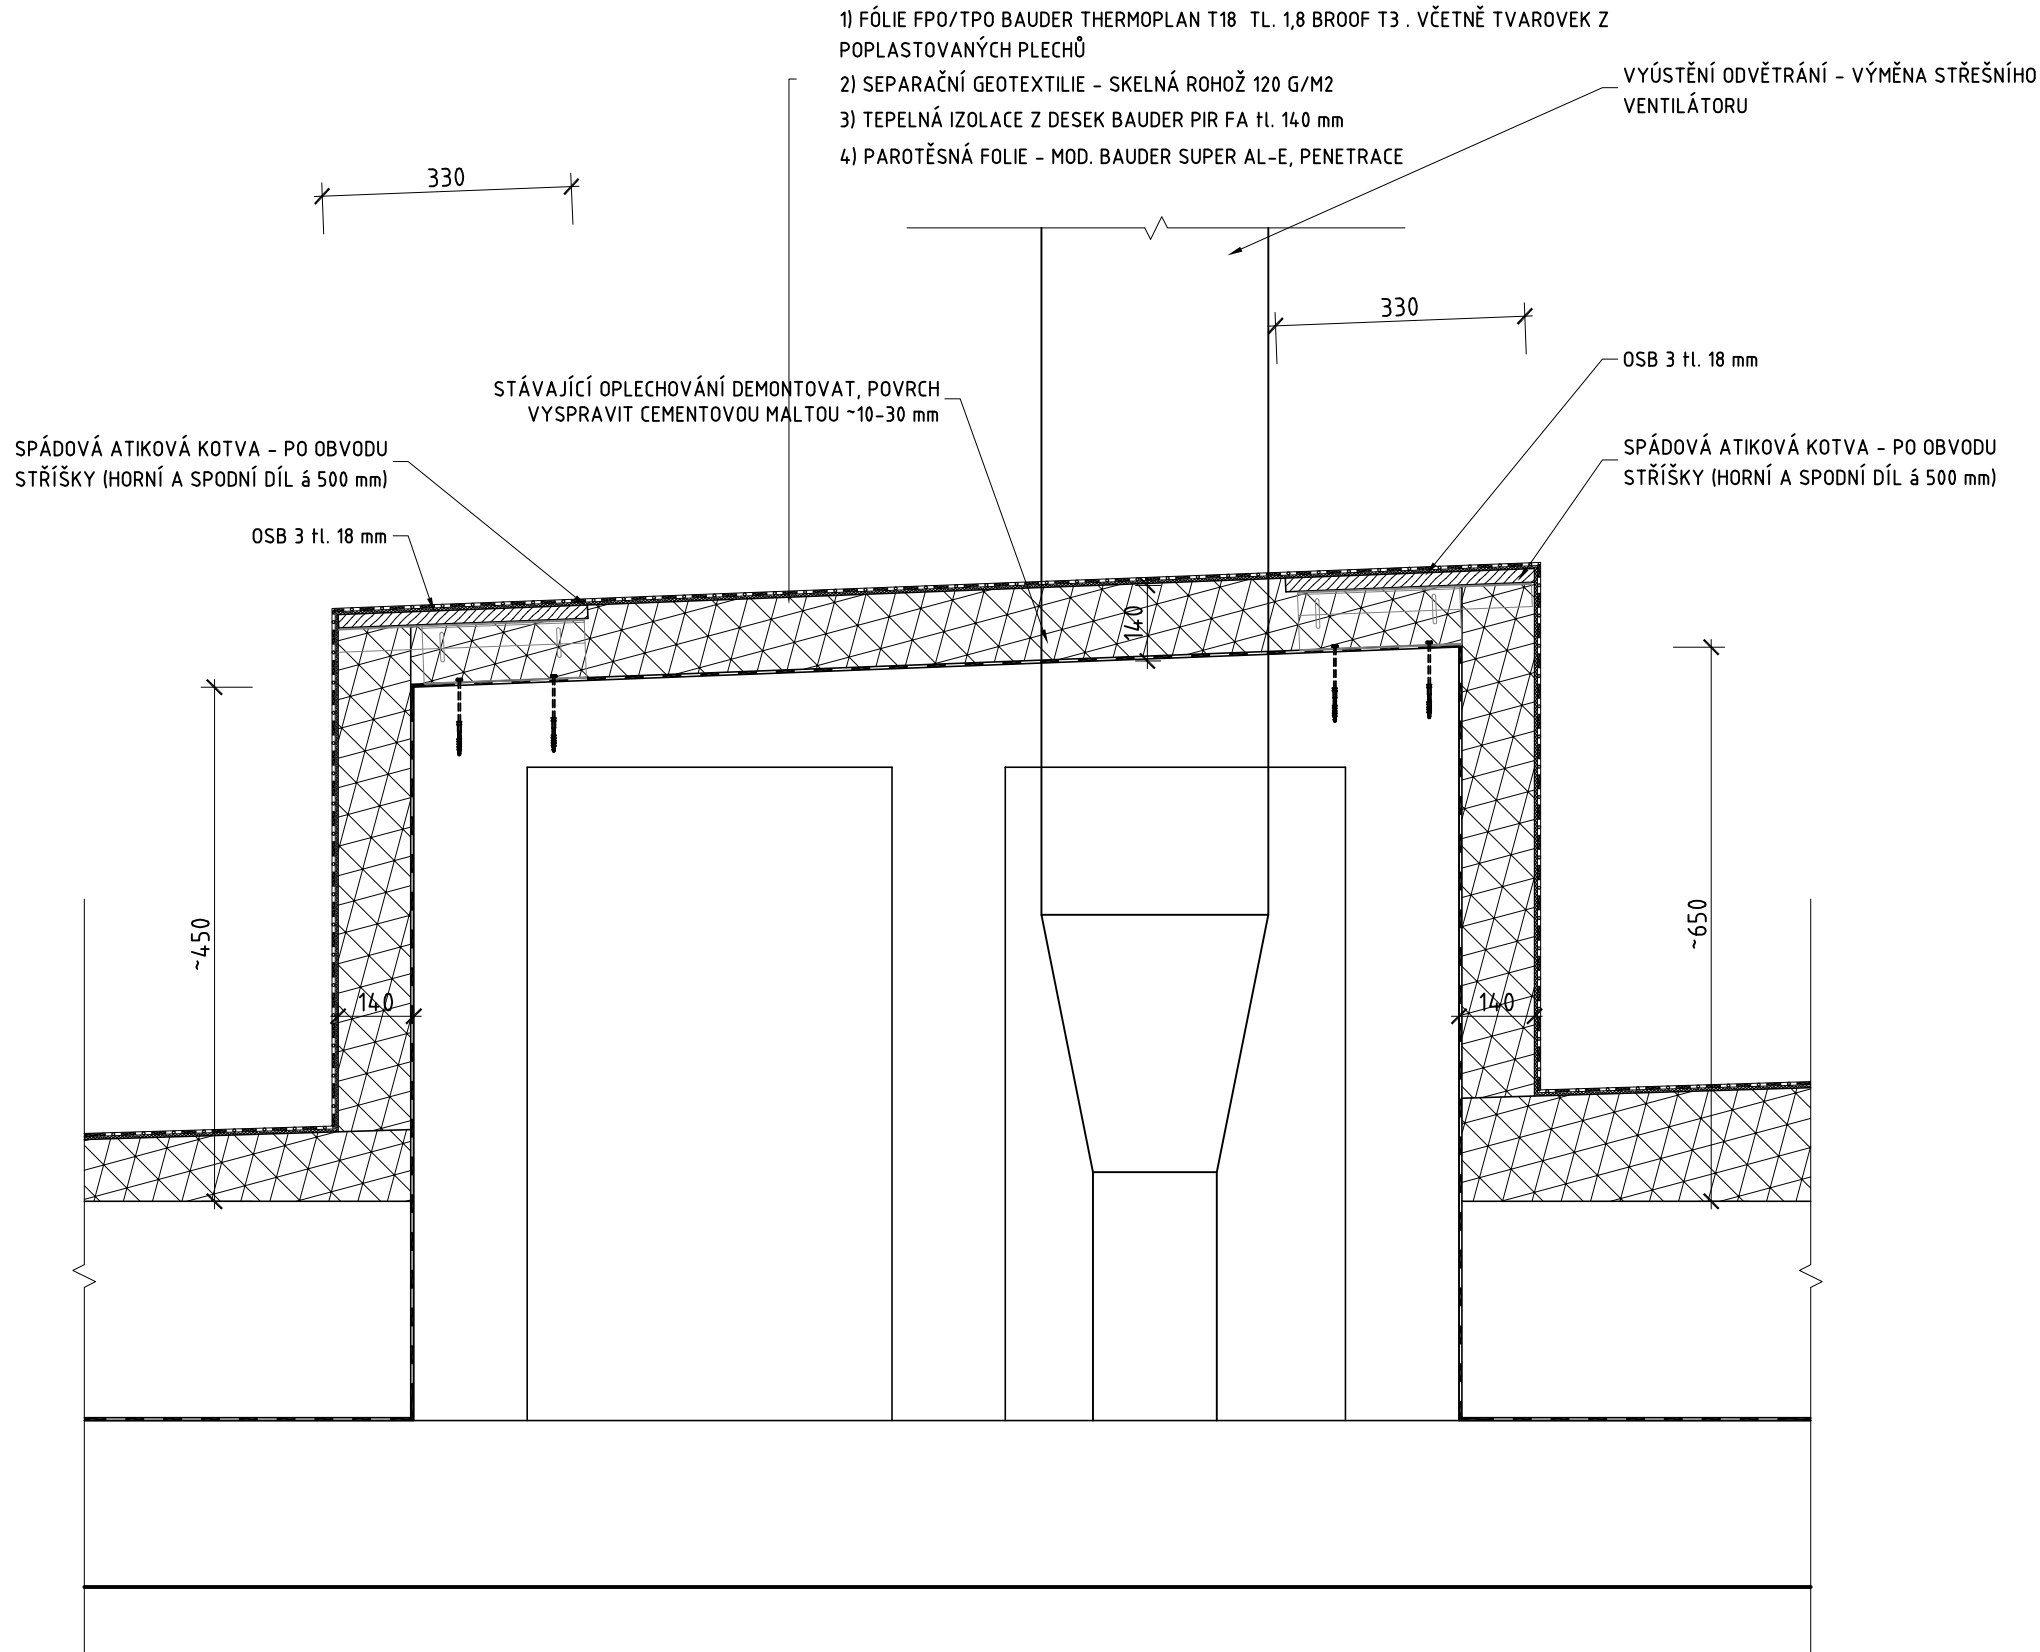 1) FÓLIE FPO/TPO BAUDER THERMOPLAN T18 TL. 1,8 BROOF T3 . VČETNĚ TVAROVEK Z
POPLASTOVANÝCH PLECHŮ
2) SEPARAČNÍ GEOTEXTILIE - SKELNÁ ROHOŽ 120 G/M2
3) TEPELNÁ IZOLACE Z DESEK BAUDER PIR FA tl. 140 mm
4) PAROTĚSNÁ FOLIE - MOD. BAUDER SUPER AL-E, PENETRACE
VYÚSTĚNÍ ODVĚTRÁNÍ - VÝMĚNA STŘEŠNÍHO
VENTILÁTORU
330
330
OSB 3 tl. 18 mm
STÁVAJÍCÍ OPLECHOVÁNÍ DEMONTOVAT, POVRCH
VYSPRAVIT CEMENTOVOU MALTOU ~10-30 mm
SPÁDOVÁ ATIKOVÁ KOTVA - PO OBVODU
STŘÍŠKY (HORNÍ A SPODNÍ DÍL á 500 mm)
SPÁDOVÁ ATIKOVÁ KOTVA - PO OBVODU
STŘÍŠKY (HORNÍ A SPODNÍ DÍL á 500 mm)
OSB 3 tl. 18 mm
140
~450
~650
140
140